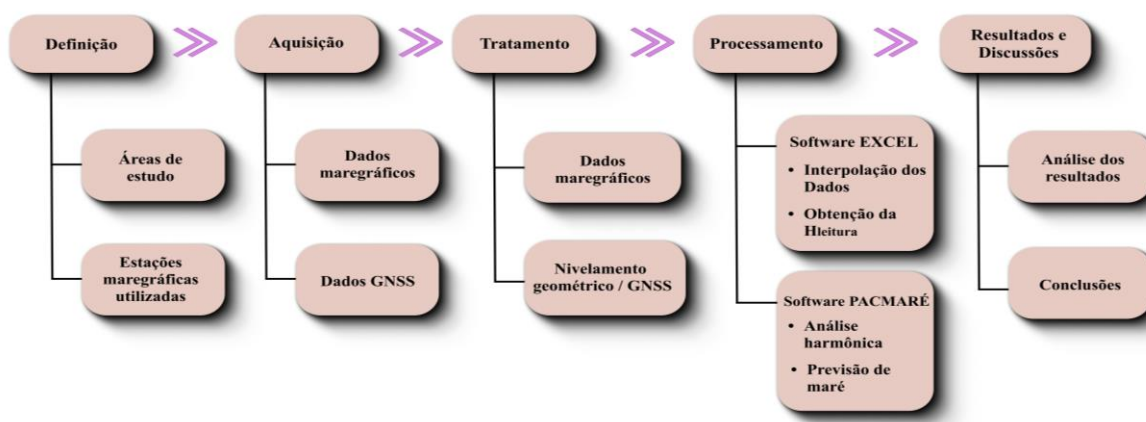 Definição
Áreas de
estudo
Estações
maregráficas
utilizadas
Aquisição
Dados
maregráficos
Dados GNSS
Tratamento
Dados
maregráficos
Nivelamento
geométrico / GNSS
Processamento
Software EXCEL
• Interpolação dos
Dados
• Obtenção da
Hleitura
Software PACMARÉ
• Análise
harmônica
• Previsão de
maré
Resultados e
Discussões
Análise dos
resultados
Conclusões